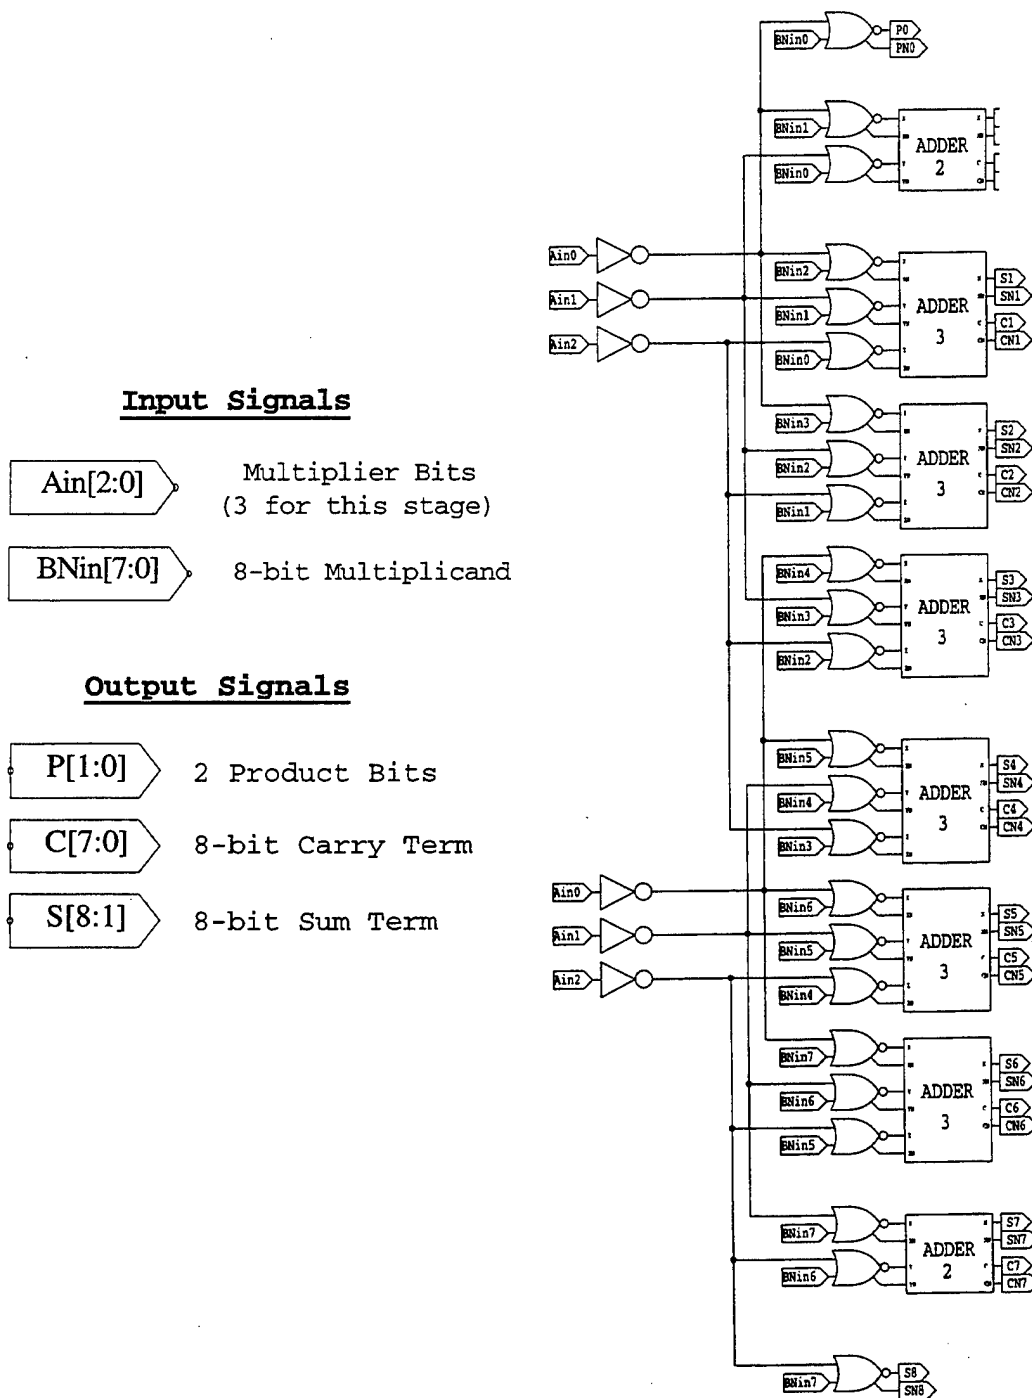 Input Signals
Ain[2:0]
Multiplier Bits
(3 for this stage)
BNin[7:0]
8-bit Multiplicand
Output Signals
P[1:0]
2 Product Bits
C[7:0]
8-bit Carry Term
S[8:1]
8-bit Sum Term
BNin0
P0
PN0
BNin1
BNin0
ADDER
2
Ain0
Ain1
Ain2
BNin2
BNin1
BNin0
ADDER
3
S1
SN1
C1
CN1
BNin3
BNin2
BNin1
ADDER
3
S2
SN2
C2
CN2
BNin4
BNin3
BNin2
ADDER
3
S3
SN3
C3
CN3
BNin5
BNin4
BNin3
ADDER
3
S4
SN4
C4
CN4
Ain0
Ain1
Ain2
BNin6
BNin5
BNin4
ADDER
3
S5
SN5
C5
CN5
BNin7
BNin6
BNin5
ADDER
3
S6
SN6
C6
CN6
BNin7
BNin6
ADDER
2
S7
SN7
C7
CN7
BNin7
S8
SN8